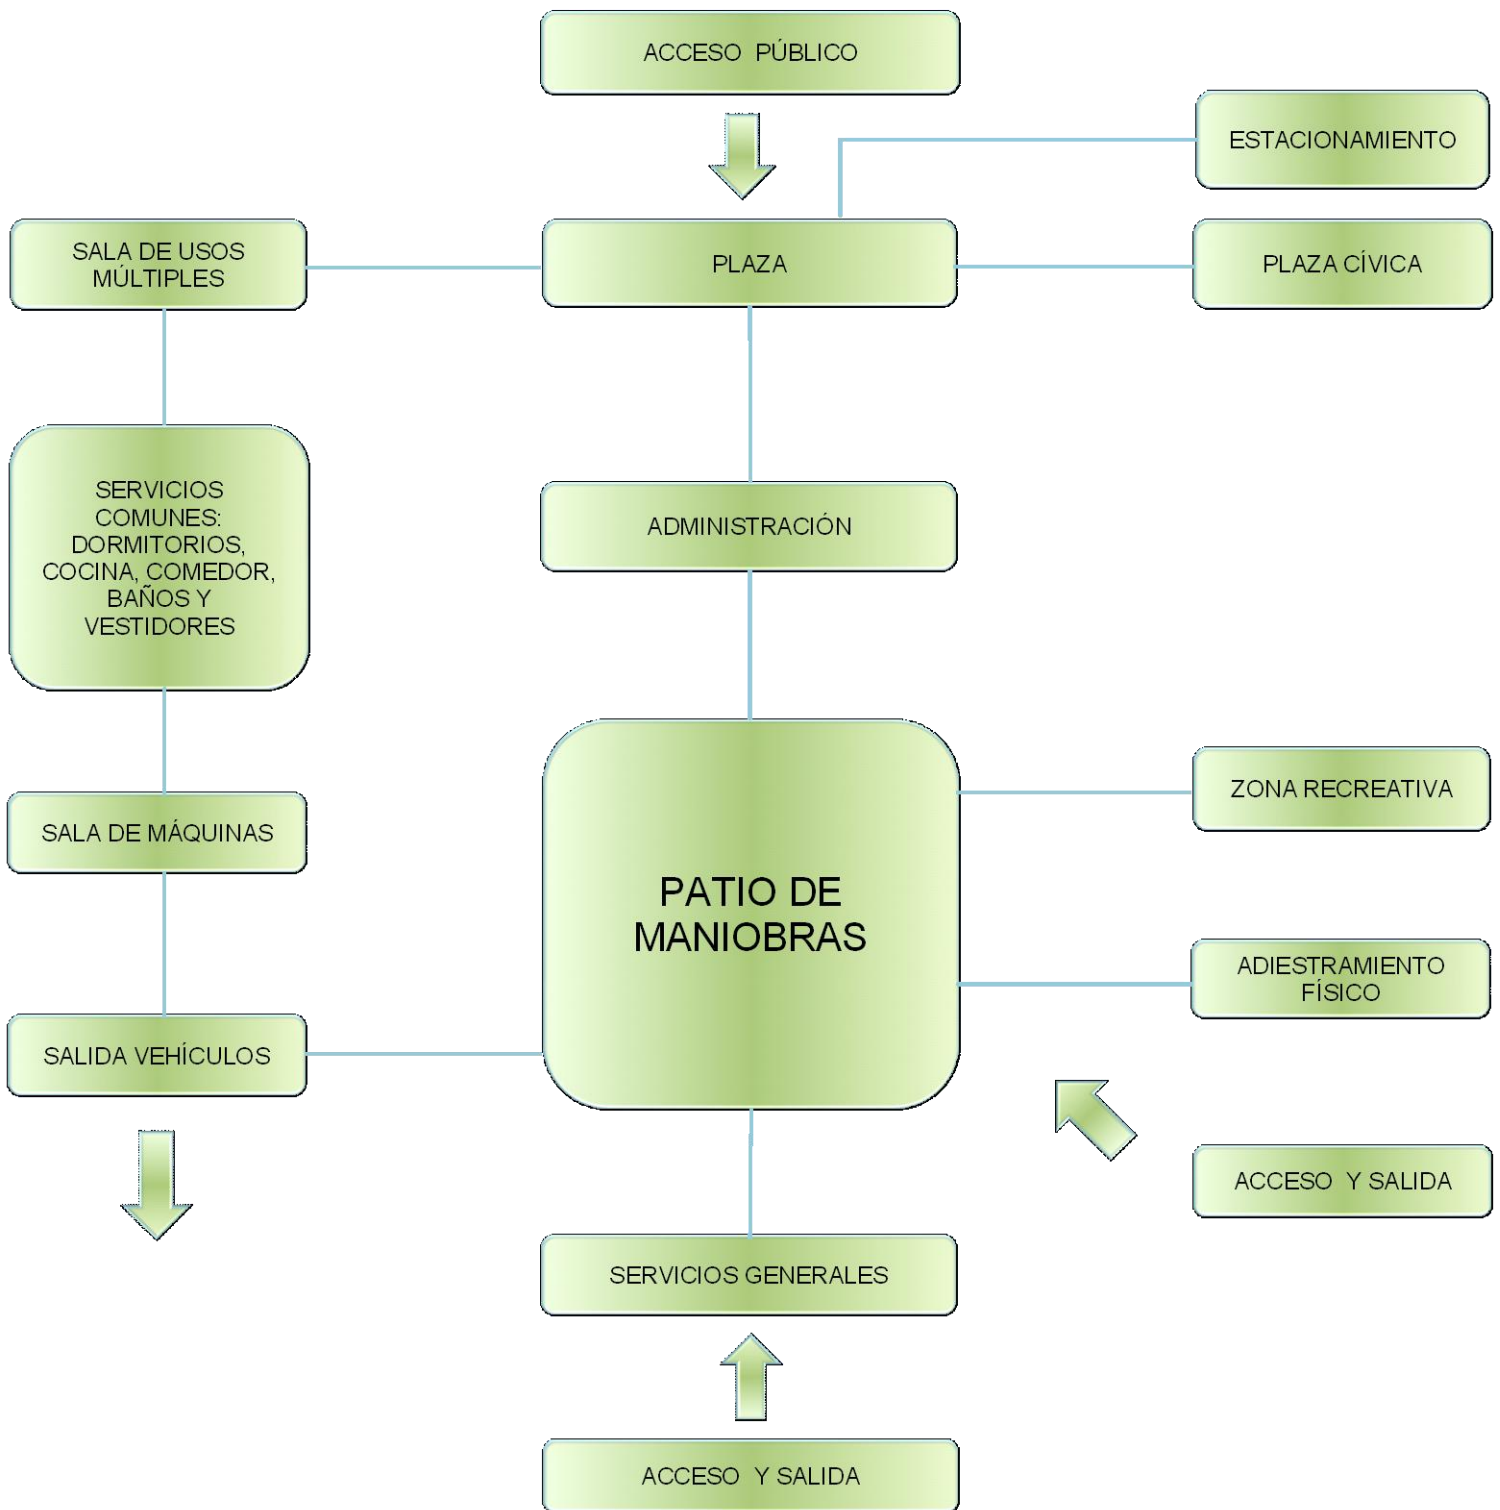 ACCESO PÚBLICO
ESTACIONAMIENTO
SALA DE USOS
MÚLTIPLES
PLAZA
PLAZA CÍVICA
SERVICIOS
COMUNES:
DORMITORIOS,
COCINA, COMEDOR,
BAÑOS Y
VESTIDORES
ADMINISTRACIÓN
ZONA RECREATIVA
SALA DE MÁQUINAS
PATIO DE
MANIOBRAS
ADIESTRAMIENTO
FÍSICO
SALIDA VEHÍCULOS
ACCESO Y SALIDA
SERVICIOS GENERALES
ACCESO Y SALIDA